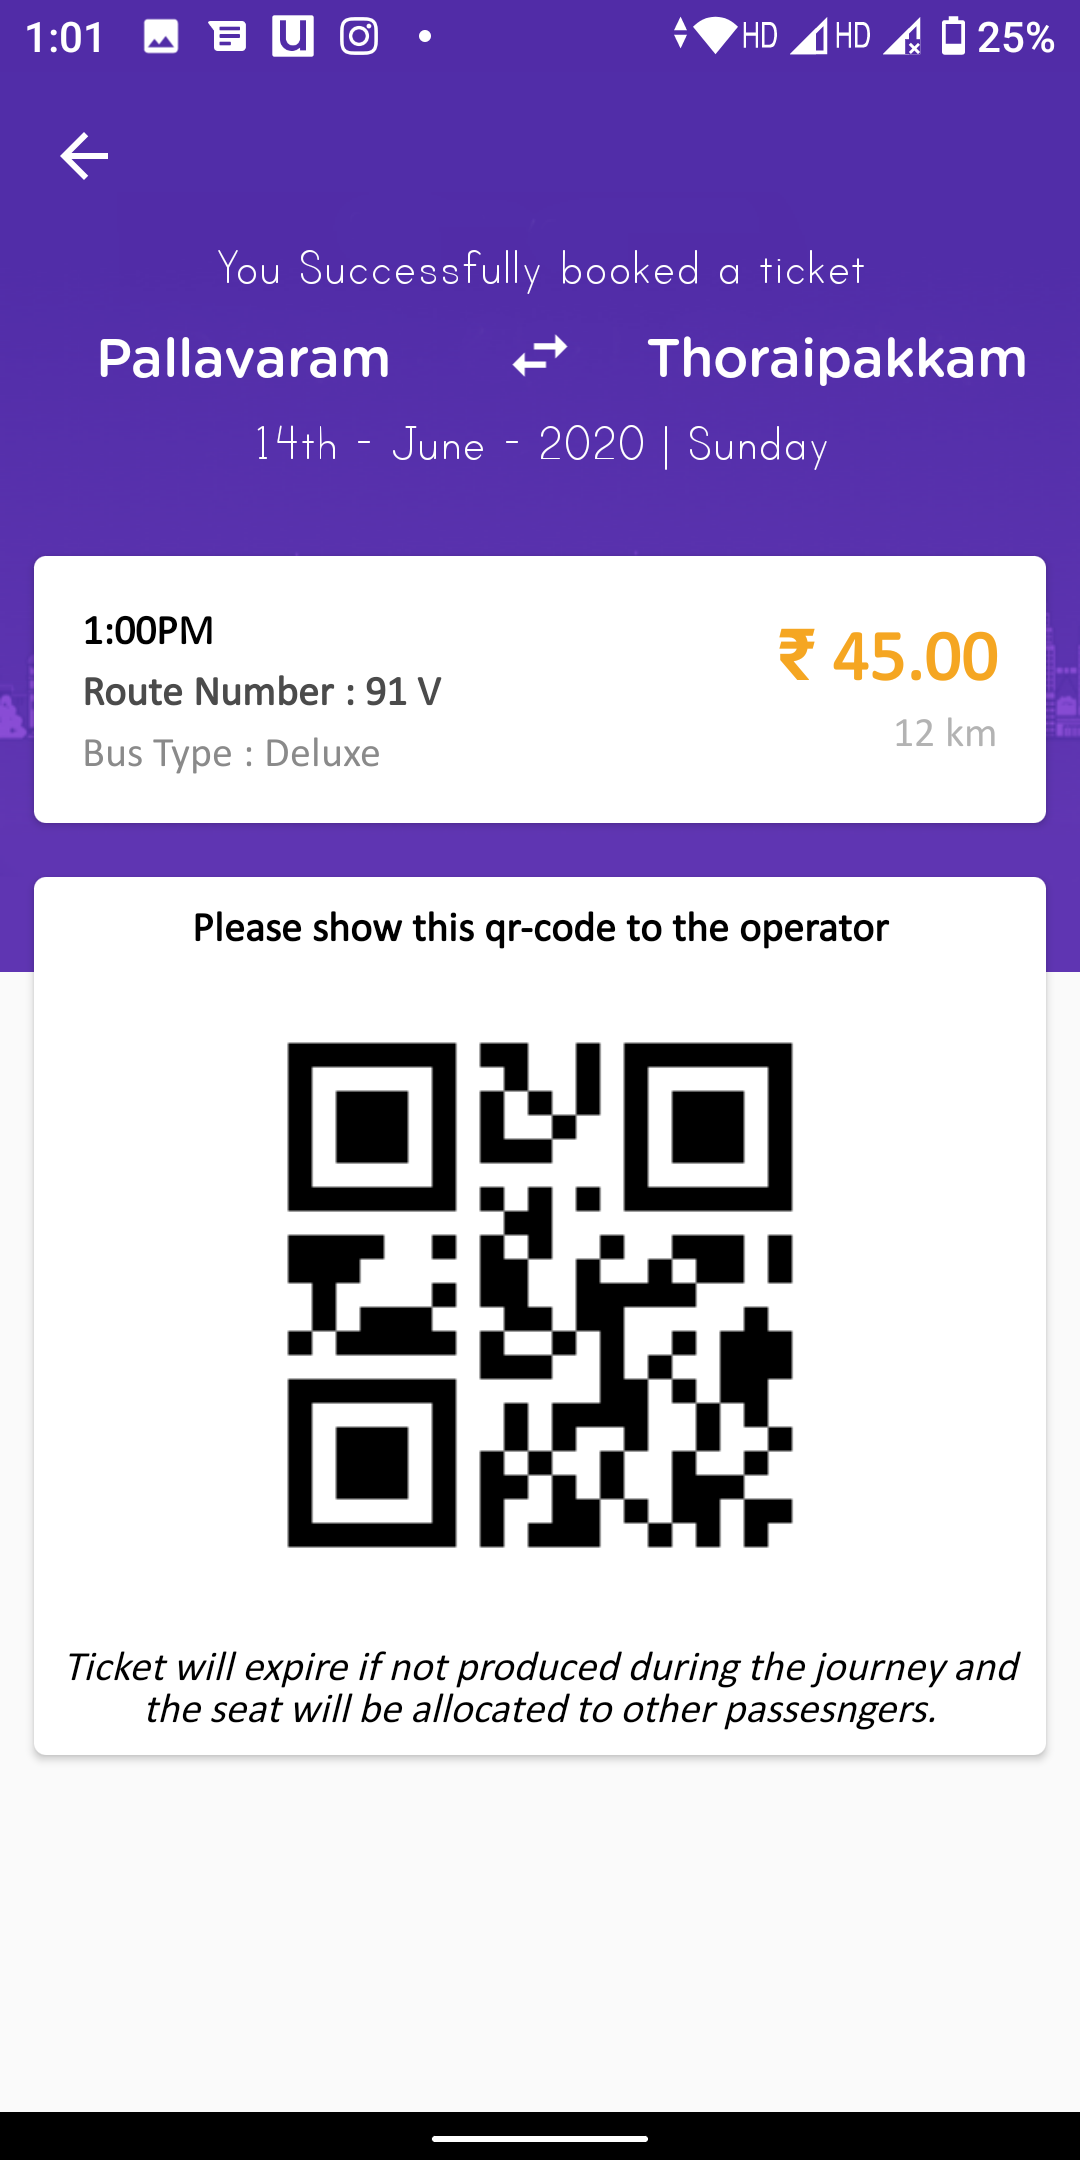 1:01 HD HD 25%
You Successfully booked a ticket
Pallavaram Thoraipakkam
14th - June - 2020 | Sunday
1:00PM
₹ 45.00
Route Number : 91 V
12 km
Bus Type : Deluxe
Please show this qr-code to the operator
Ticket will expire if not produced during the journey and
the seat will be allocated to other passesngers.